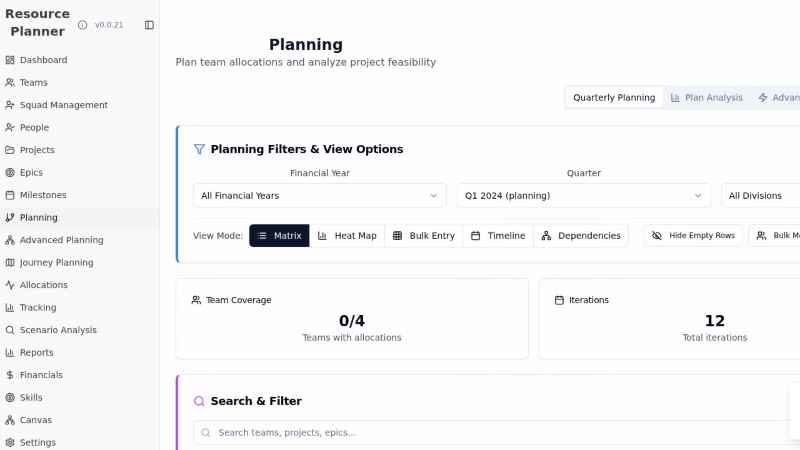 Resource
Planner
v0.0.21
Dashboard
Teams
Squad Management
People
Projects
Epics
Milestones
Planning
Advanced Planning
Journey Planning
Allocations
Tracking
Scenario Analysis
Reports
Financials
Skills
Canvas
Settings
Planning
Plan team allocations and analyze project feasibility
Quarterly Planning
Plan Analysis
Advan
Planning Filters & View Options
Financial Year
Quarter
All Financial Years
Q1 2024 (planning)
All Divisions
View Mode:
Matrix
Heat Map
Bulk Entry
Timeline
Dependencies
Hide Empty Rows
Bulk M
Team Coverage
0/4
Teams with allocations
Iterations
12
Total iterations
Search & Filter
Search teams, projects, epics...